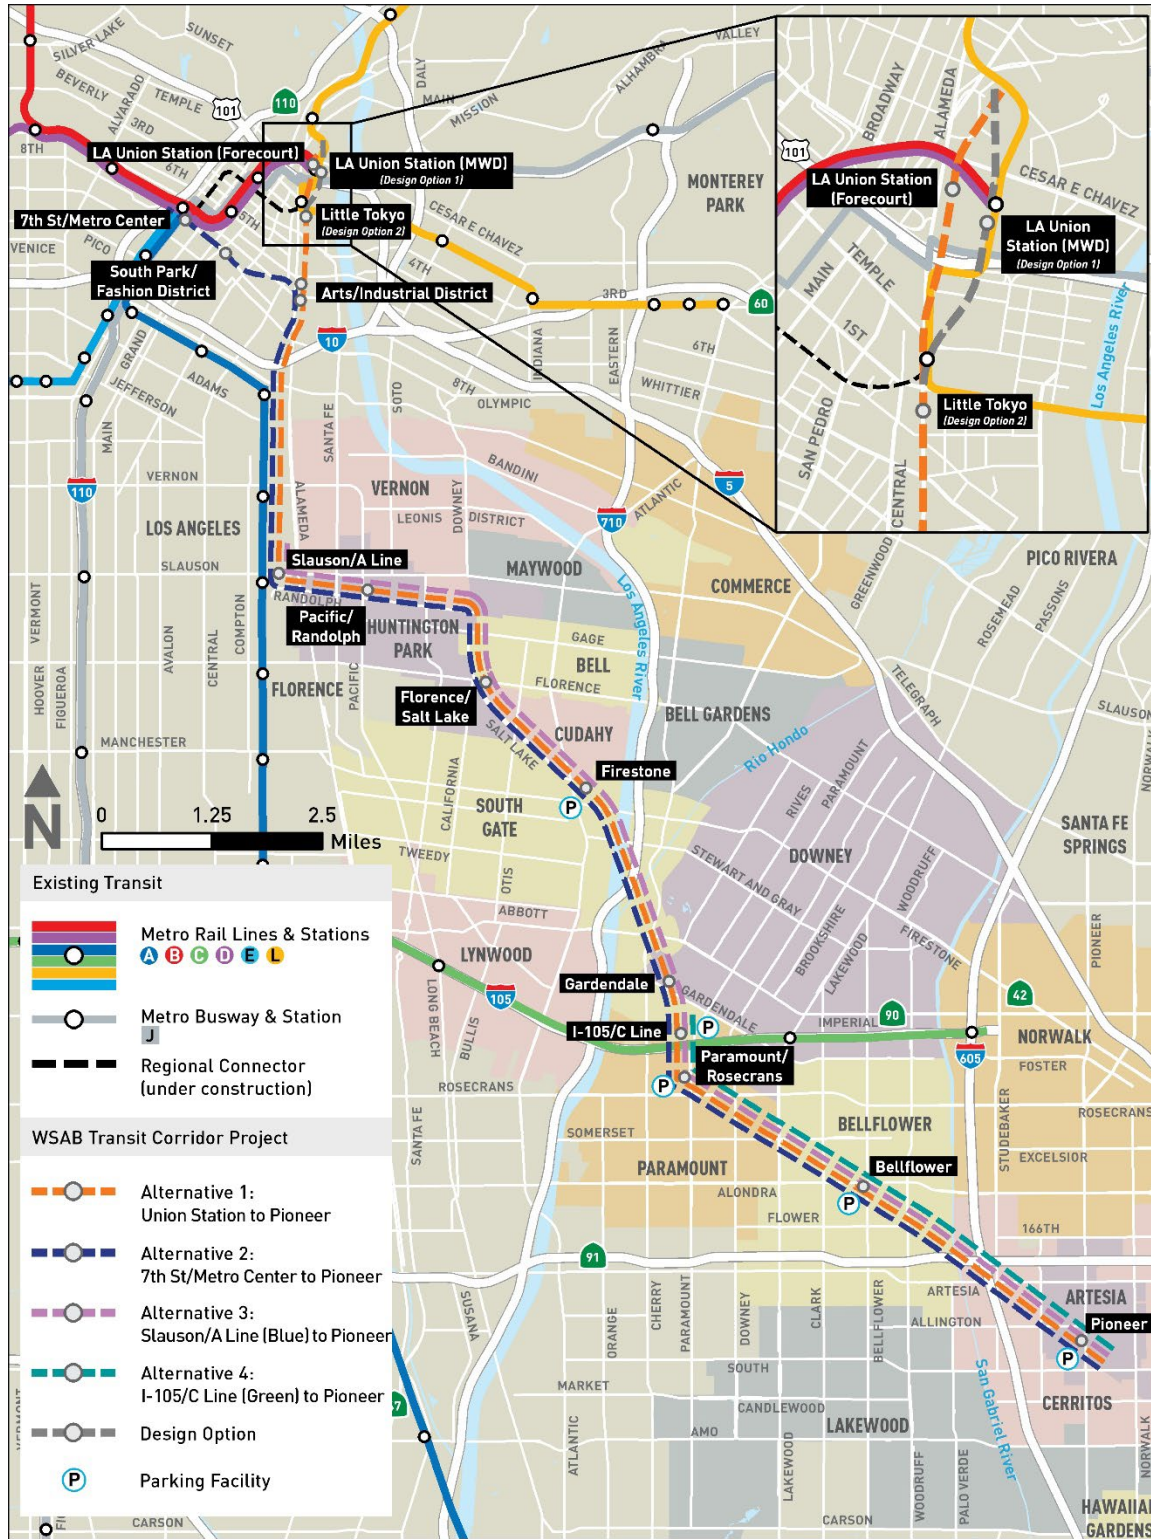 SILVER LAKE
SUNSET
BEVERLY
TEMPLE
ALVARADO
3RD
8TH
6TH
5TH
101
110
DALY
MAIN
MISSION
ALHAMBRA
VALLEY
LA Union Station (Forecourt)
LA Union Station (MWD)
(Design Option 1)
7th St/Metro Center
Little Tokyo
(Design Option 2)
CESAR E CHAVEZ
MONTEREY
PARK
VENICE
PICO
4TH
South Park/
Fashion District
Arts/Industrial District
3RD
60
10
GRAND
ADAMS
JEFFERSON
MAIN
SANTA FE
SOTO
8TH
OLYMPIC
INDIANA
EASTERN
6TH
WHITTIER
BROADWAY
ALAMEDA
101
CESAR E CHAVEZ
LA Union Station
(Forecourt)
LA Union
Station (MWD)
(Design Option 1)
MAIN
TEMPLE
1ST
Los Angeles River
Little Tokyo
(Design Option 2)
SAN PEDRO
CENTRAL
110
VERNON
LOS ANGELES
SLAUSON
ALAMEDA
VERNON
LEONIS
DISTRICT
DOWNEY
BANDINI
710
ATLANTIC
5
COMMERCE
GREENWOOD
PICO RIVERA
ROSEMEAD
PASSONS
Slauson/A Line
RANDOLPH
MAYWOOD
Los Angeles River
Pacific/
Randolph
HUNTINGTON
PARK
GAGE
BELL
FLORENCE
VERMONT
HOOVER
FIGUEROA
AVALON
CENTRAL
COMPTON
FLORENCE
PACIFIC
Florence/
Salt Lake
SALT LAKE
CUDAHY
BELL GARDENS
Rio Hondo
TELEGRAPH
SLAUSON
NORWALK
MANCHESTER
Firestone
P
CALIFORNIA
SOUTH
GATE
RIVES
PARAMOUNT
DOWNEY
SANTA FE
SPRINGS
N
0 1.25 2.5
Miles
TWEEDY
OTIS
ABBOTT
STEWART AND GRAY
BROOKSHIRE
LAKEWOOD
WOODRUFF
FIRESTONE
PIONEER
LYNWOOD
105
LONG BEACH
BULLIS
Gardendale
GARDENDALE
IMPERIAL
90
42
I-105/C Line
P
605
NORWALK
FOSTER
Paramount/
Rosecrans
P
ROSECRANS
ROSECRANS
SANTA FE
SOMERSET
PARAMOUNT
BELLFLOWER
STUDEBAKER
EXCELSIOR
Bellflower
P
ALONDRA
FLOWER
166TH
91
ARTESIA
ARTESIA
ALLINGTON
Pioneer
P
SUSANA
ORANGE
CHERRY
PARAMOUNT
DOWNEY
CLARK
BELLFLOWER
SOUTH
San Gabriel River
CERRITOS
MARKET
CANDLEWOOD
AMO
LAKEWOOD
ATLANTIC
LAKEWOOD
WOODRUFF
PALO VERDE
NORWALK
CARSON
HAWAIIAN
GARDENS
Existing Transit
Metro Rail Lines & Stations
A B C D E L
Metro Busway & Station
J
Regional Connector
(under construction)
WSAB Transit Corridor Project
Alternative 1:
Union Station to Pioneer
Alternative 2:
7th St/Metro Center to Pioneer
Alternative 3:
Slauson/A Line (Blue) to Pioneer
Alternative 4:
I-105/C Line (Green) to Pioneer
Design Option
P
Parking Facility
CARSON